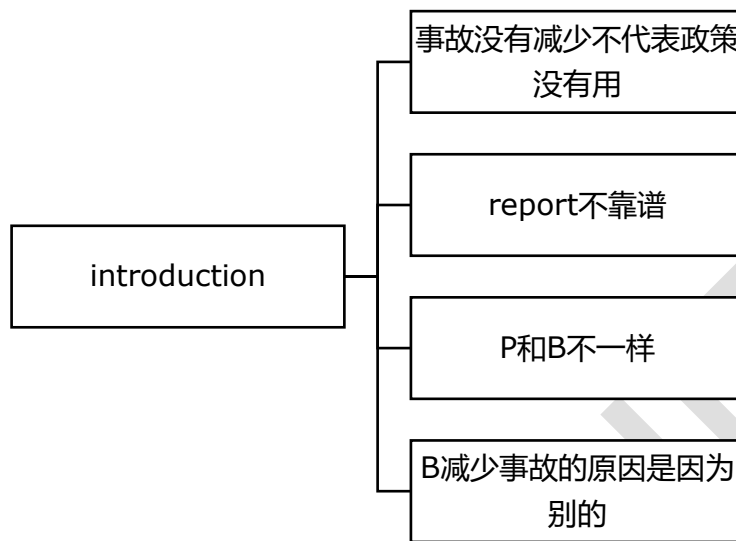 事故没有减少不代表政策
没有用
report不靠谱
introduction
P和B不一样
B减少事故的原因是因为
别的